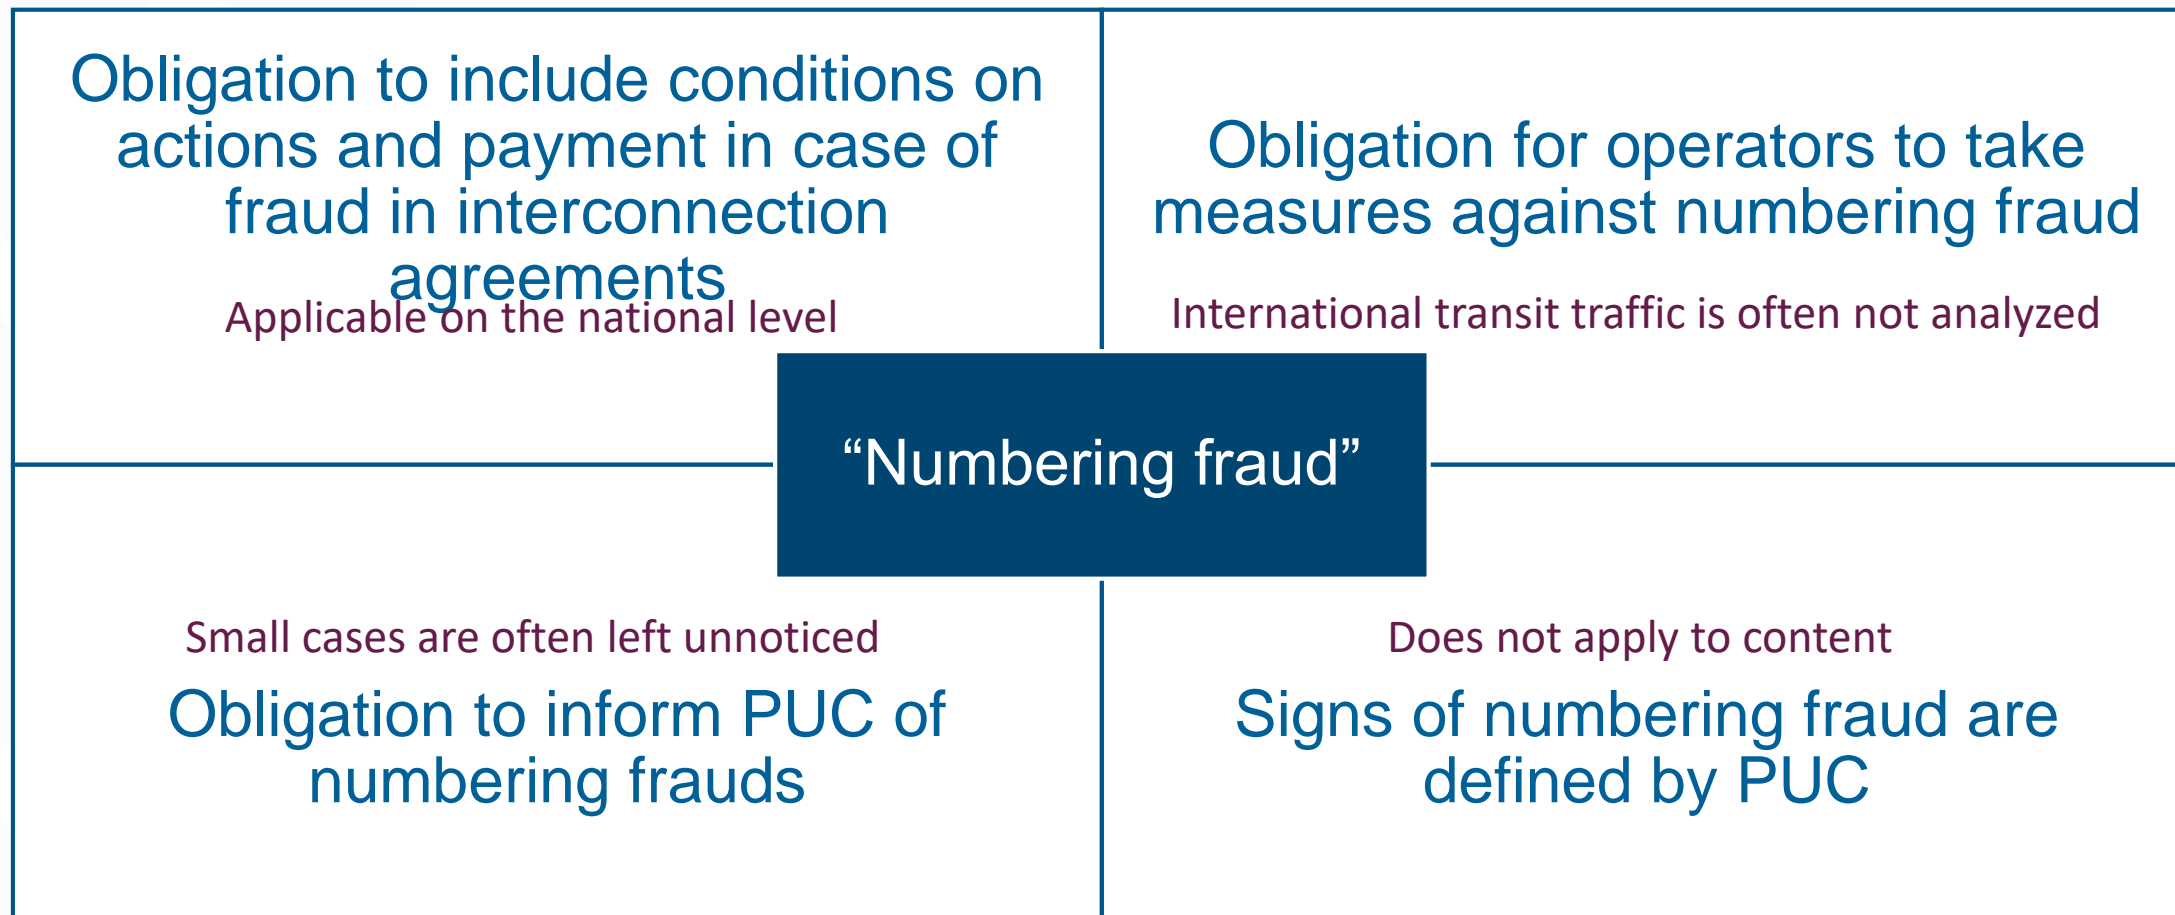 Obligation to include conditions on
actions and payment in case of
fraud in interconnection
agreements
Applicable on the national level
Obligation for operators to take
measures against numbering fraud
International transit traffic is often not analyzed
“Numbering fraud”
Small cases are often left unnoticed
Obligation to inform PUC of
numbering frauds
Does not apply to content
Signs of numbering fraud are
defined by PUC